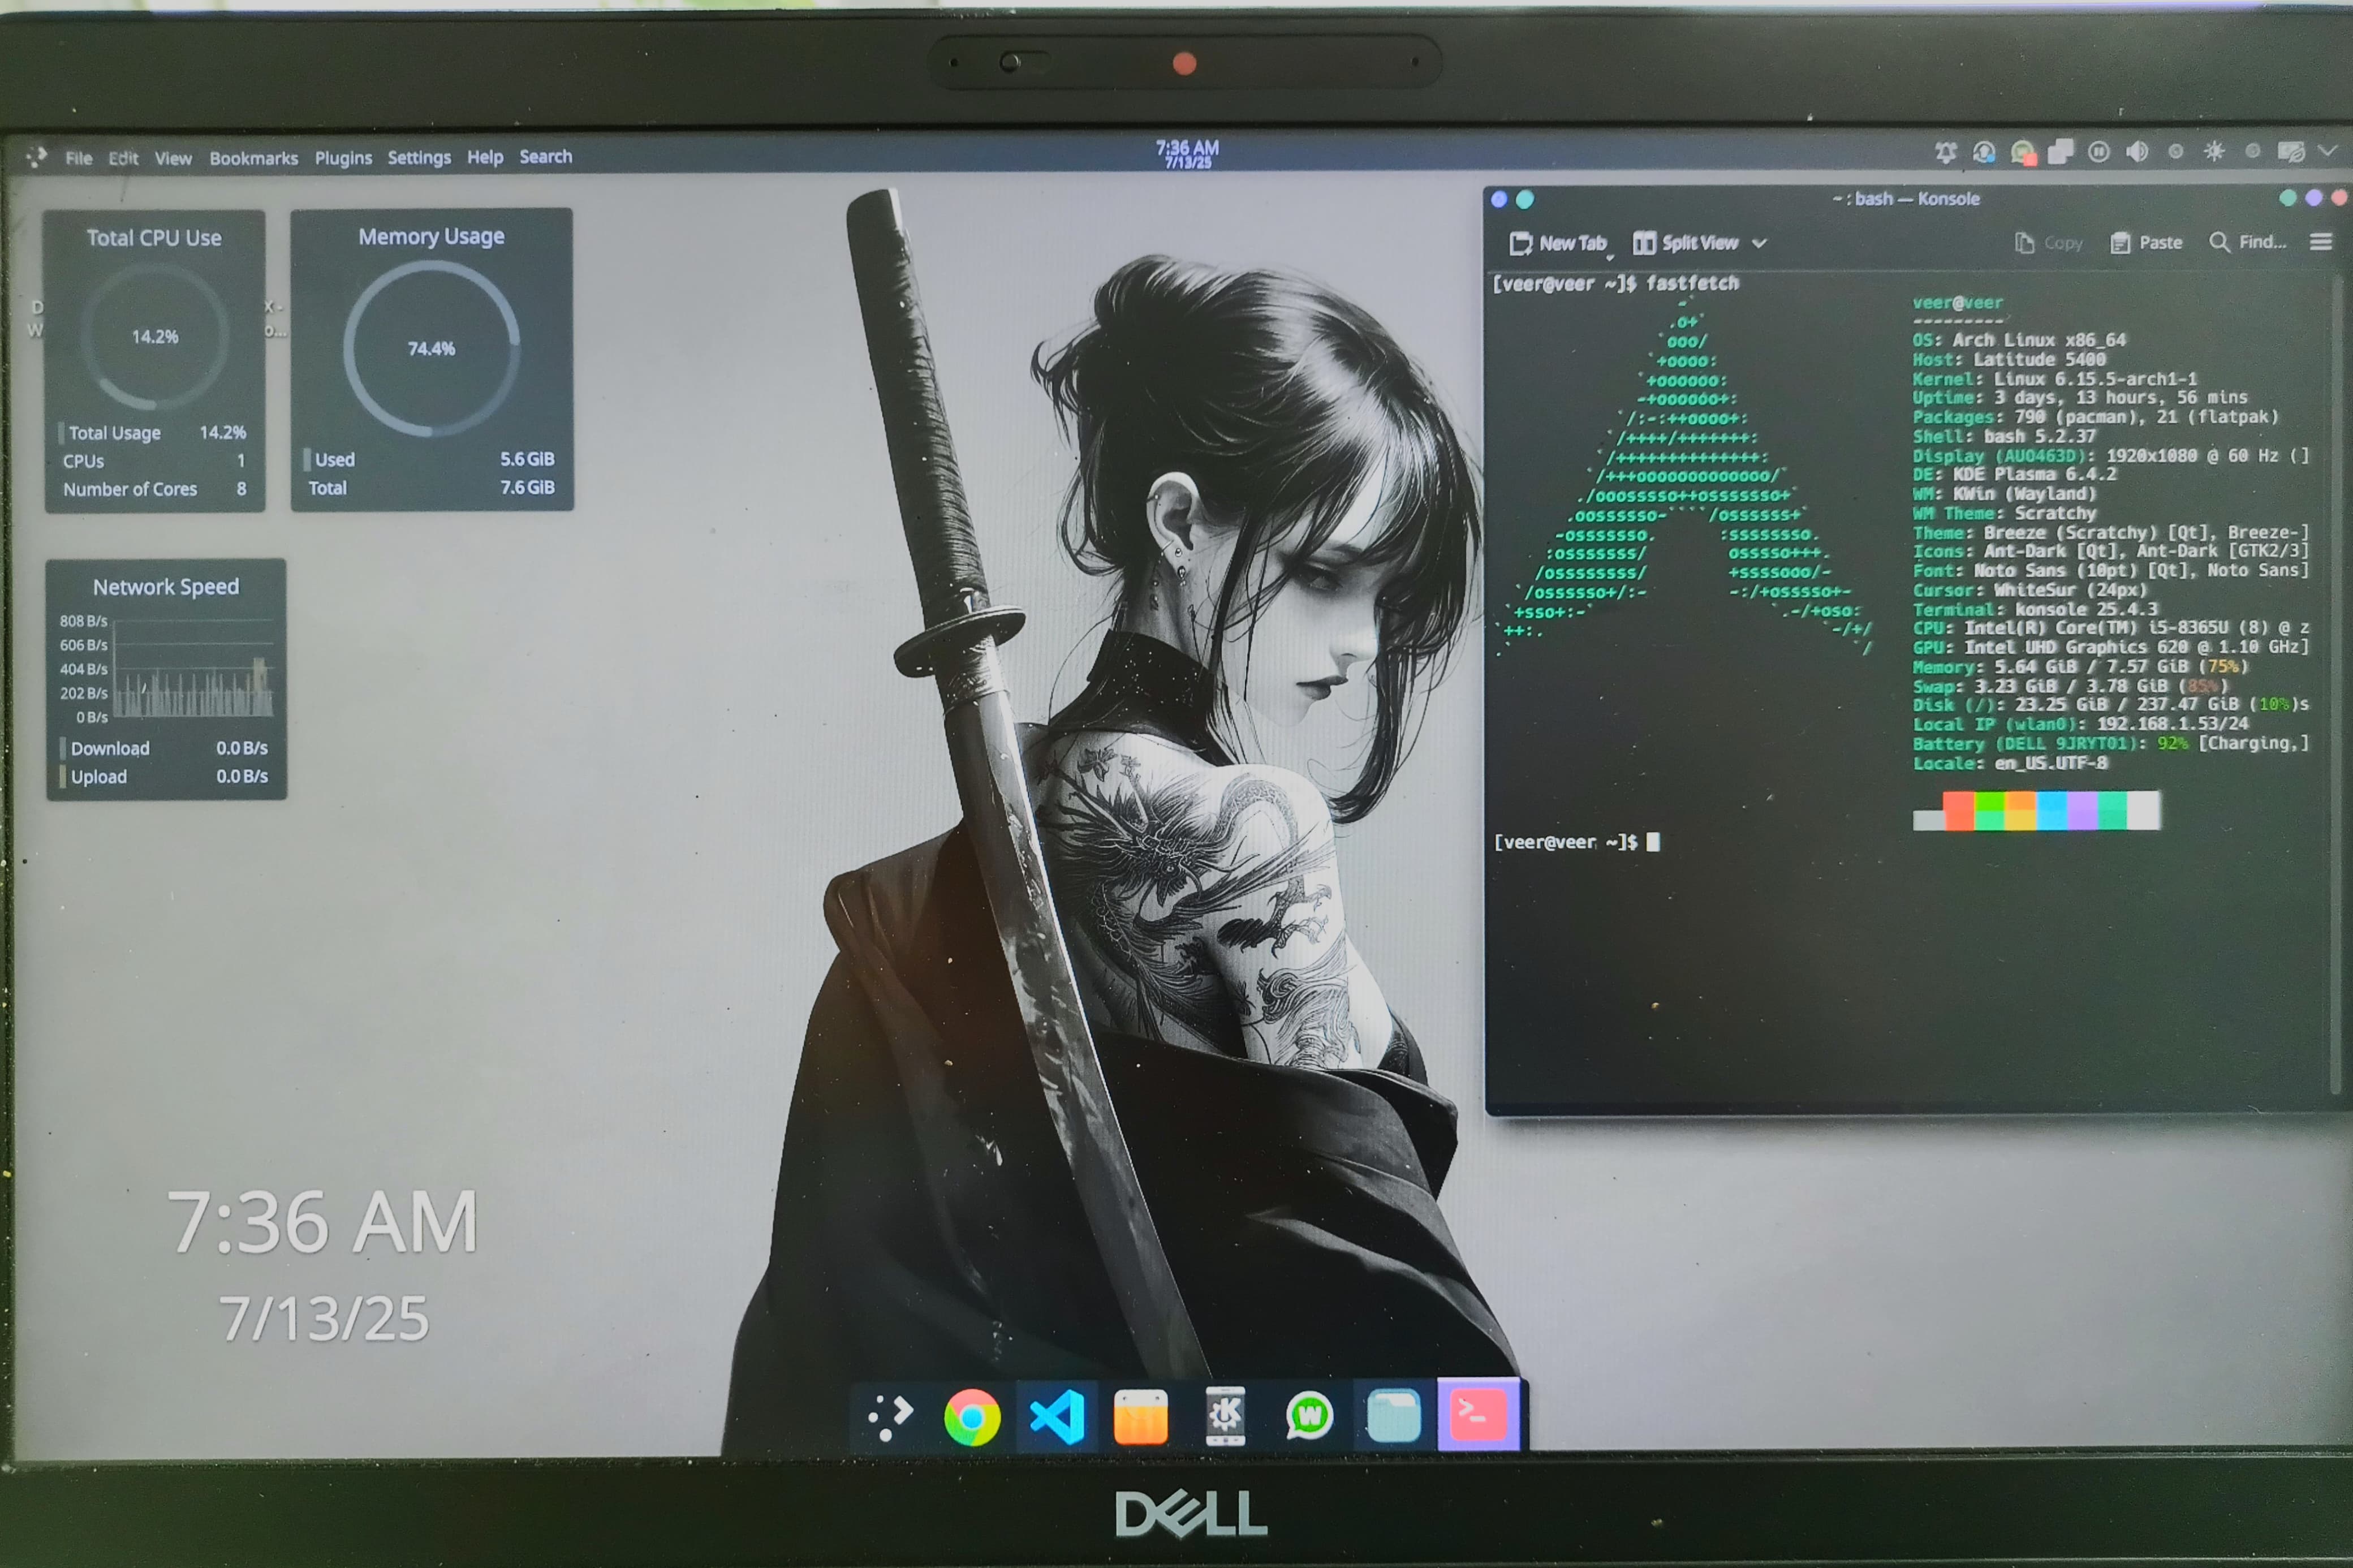 File Edit View Bookmarks Plugins Settings Help Search
7:36 AM
7/13/25
Total CPU Use
14.2%
Total Usage 14.2%
CPUs 1
Number of Cores 8
D
W
X -
o...
Memory Usage
74.4%
Used 5.6 GiB
Total 7.6 GiB
Network Speed
808 B/s
606 B/s
404 B/s
202 B/s
0 B/s
Download 0.0 B/s
Upload 0.0 B/s
7:36 AM
7/13/25
~ : bash — Konsole
New Tab Split View Copy Paste Find...
[veer@veer ~]$ fastfetch
veer@veer
---------
OS: Arch Linux x86_64
Host: Latitude 5400
Kernel: Linux 6.15.5-arch1-1
Uptime: 3 days, 13 hours, 56 mins
Packages: 790 (pacman), 21 (flatpak)
Shell: bash 5.2.37
Display (AUO463D): 1920x1080 @ 60 Hz (]
DE: KDE Plasma 6.4.2
WM: KWin (Wayland)
WM Theme: Scratchy
Theme: Breeze (Scratchy) [Qt], Breeze-]
Icons: Ant-Dark [Qt], Ant-Dark [GTK2/3]
Font: Noto Sans (10pt) [Qt], Noto Sans]
Cursor: WhiteSur (24px)
Terminal: konsole 25.4.3
CPU: Intel(R) Core(TM) i5-8365U (8) @ z
GPU: Intel UHD Graphics 620 @ 1.10 GHz]
Memory: 5.64 GiB / 7.57 GiB (75%)
Swap: 3.23 GiB / 3.78 GiB (85%)
Disk (/): 23.25 GiB / 237.47 GiB (10%)s
Local IP (wlan0): 192.168.1.53/24
Battery (DELL 9JRYT01): 92% [Charging,]
Locale: en_US.UTF-8
[veer@veer ~]$
DELL